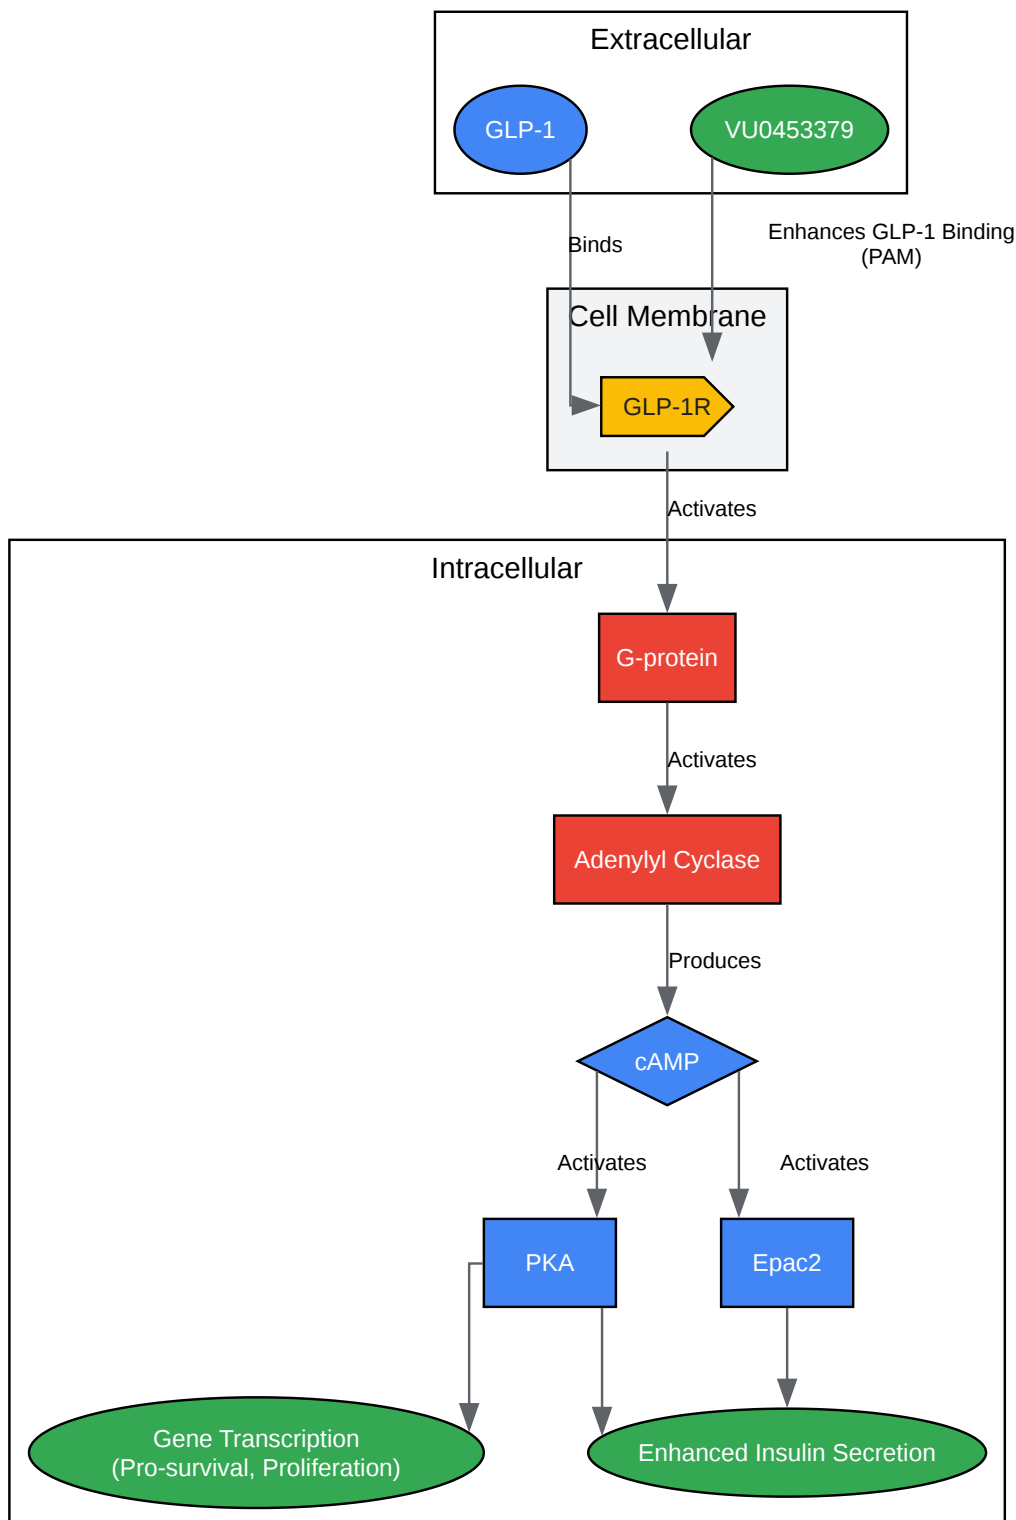 Extracellular
GLP-1
VU0453379
Binds
Enhances GLP-1 Binding
(PAM)
Cell Membrane
GLP-1R
Activates
Intracellular
G-protein
Activates
Adenylyl Cyclase
Produces
cAMP
Activates
Activates
PKA
Epac2
Gene Transcription
(Pro-survival, Proliferation)
Enhanced Insulin Secretion